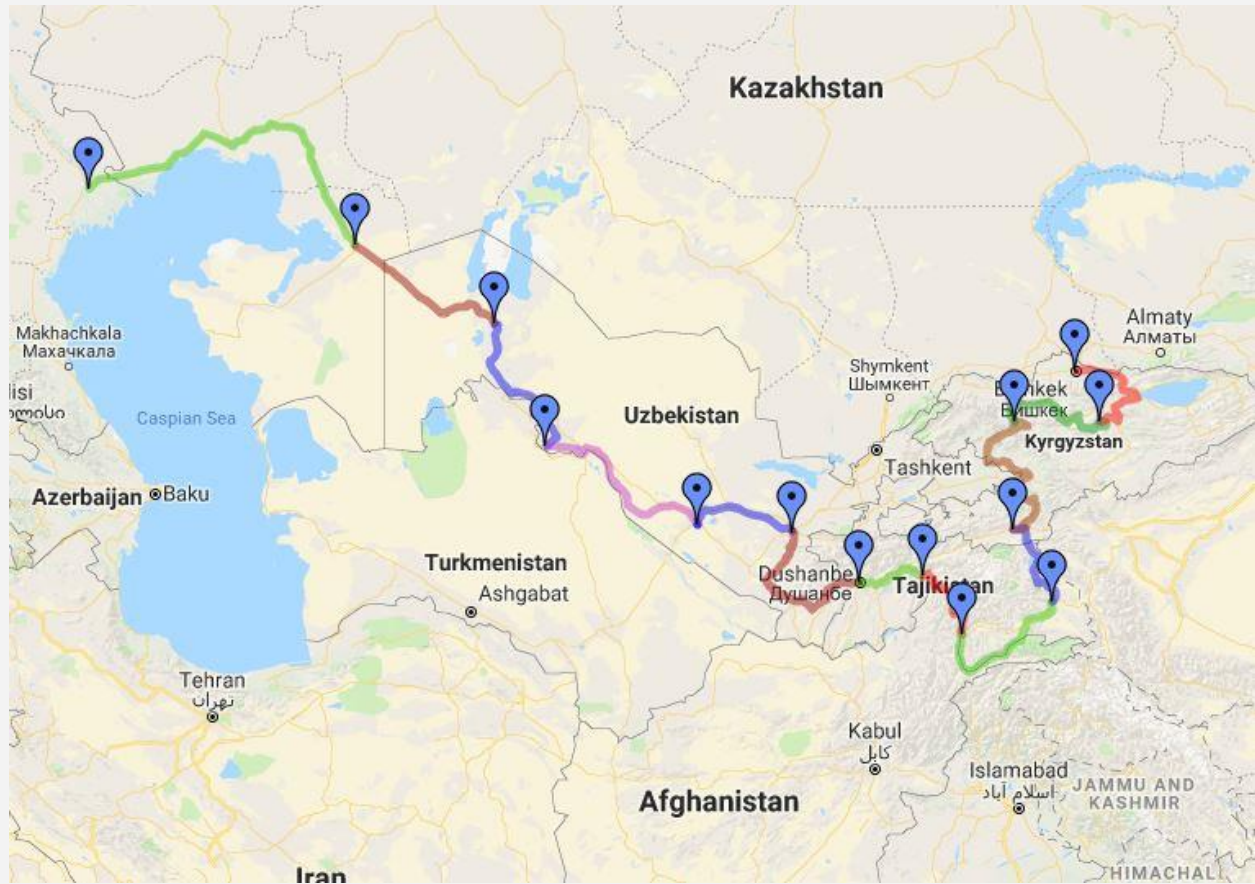 Kazakhstan
Makhachkala
Махачкала
Caspian Sea
Azerbaijan
Baku
Uzbekistan
Shymkent
Шымкент
Almaty
Алматы
Бишкек
Kyrgyzstan
Tashkent
Turkmenistan
Ashgabat
Dushanbe
Душанбе
Tajikistan
Tehran
تهران
Kabul
کابل
Islamabad
اسلام آباد
JAMMU AND
KASHMIR
Afghanistan
Iran
HIMACHAL